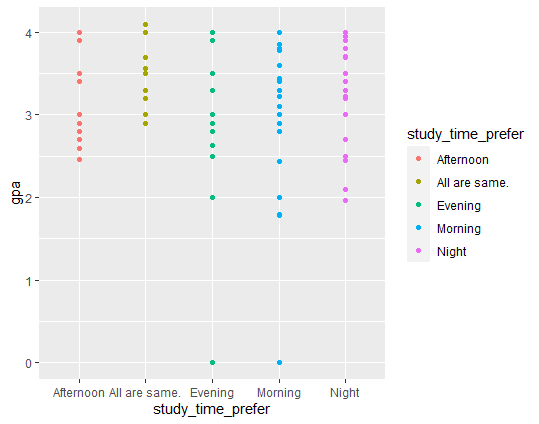 4
3
gpa
2
1
0
Afternoon All are same. Evening Morning Night
study_time_prefer
study_time_prefer
Afternoon
All are same.
Evening
Morning
Night